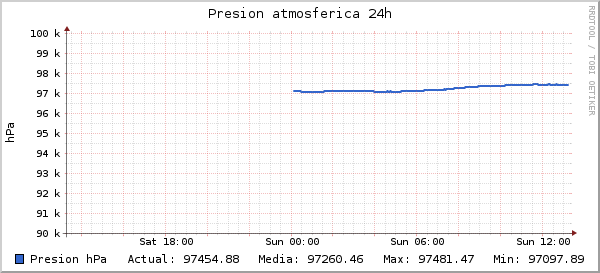 Presion atmosferica 24h
RRDTOOL / TOBI OETIKER
hPa
100 k
99 k
98 k
97 k
96 k
95 k
94 k
93 k
92 k
91 k
90 k
Sat 18:00 Sun 00:00 Sun 06:00 Sun 12:00
Presion hPa Actual: 97454.88 Media: 97260.46 Max: 97481.47 Min: 97097.89